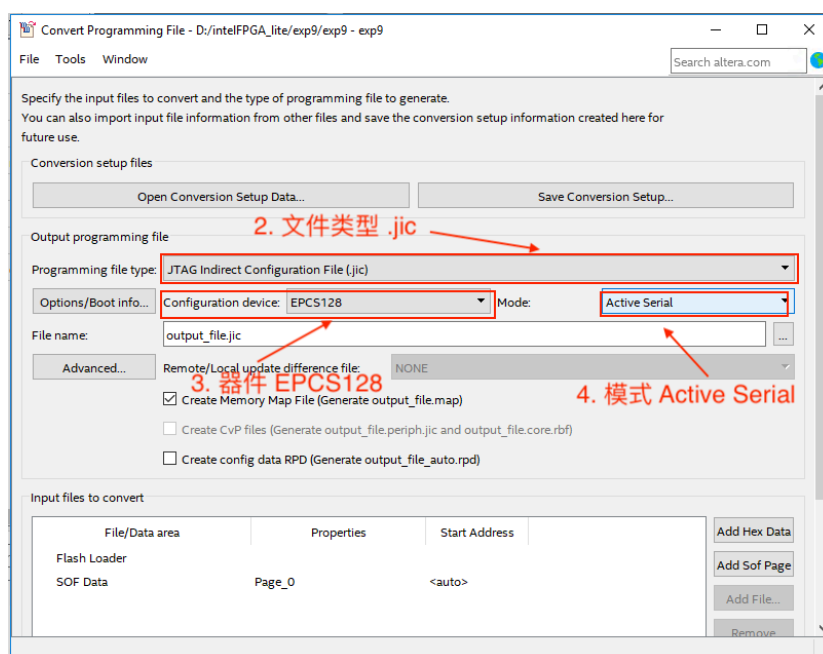 Convert Programming File - D:/intelFPGA_lite/exp9/exp9 - exp9
File Tools Window
Search altera.com
Specify the input files to convert and the type of programming file to generate.
You can also import input file information from other files and save the conversion setup information created here for
future use.
Conversion setup files
Open Conversion Setup Data... Save Conversion Setup...
2. 文件类型 .jic
Output programming file
Programming file type: JTAG Indirect Configuration File (.jic)
Options/Boot info... Configuration device: EPCS128 Mode: Active Serial
File name: output_file.jic ...
Advanced... Remote/Local update difference file: NONE
3. 器件 EPCS128
4. 模式 Active Serial
Create Memory Map File (Generate output_file.map)
Create CvP files (Generate output_file.periph.jic and output_file.core.rbf)
Create config data RPD (Generate output_file_auto.rpd)
Input files to convert
File/Data area Properties Start Address
Add Hex Data
Flash Loader
Add Sof Page
SOF Data Page_0 <auto>
Add File...
Remove